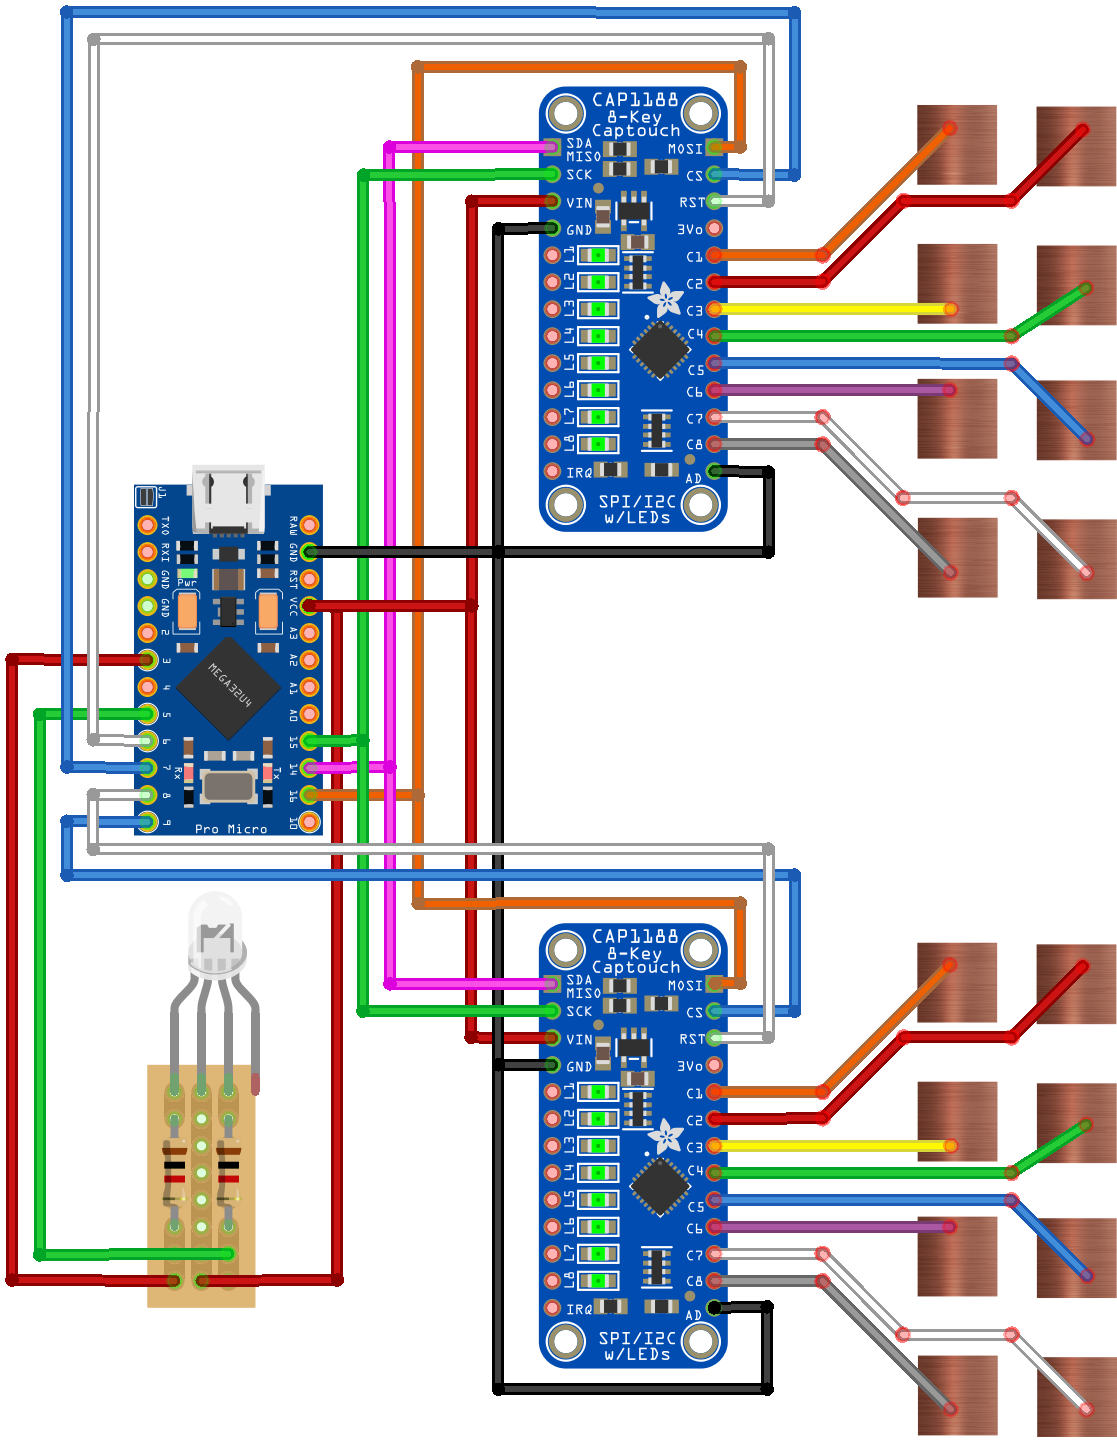 CAP1188
8-Key
Captouch
SDA
MISO
MOSI
SCK
CS
VIN
RST
GND
3Vo
L1
C1
L2
C2
L3
C3
L4
C4
L5
C5
L6
C6
L7
C7
L8
C8
IRQ
AD
SPI/I2C
w/LEDs
J1
TXO
RAW
RXI
GND
GND
RST
Pwr
GND
VCC
2
A3
3
A2
4
A1
5
A0
6
15
7
14
8
16
9
10
MEGA32U4
Rx
Tx
Pro Micro
CAP1188
8-Key
Captouch
SDA
MISO
MOSI
SCK
CS
VIN
RST
GND
3Vo
L1
C1
L2
C2
L3
C3
L4
C4
L5
C5
L6
C6
L7
C7
L8
C8
IRQ
AD
SPI/I2C
w/LEDs